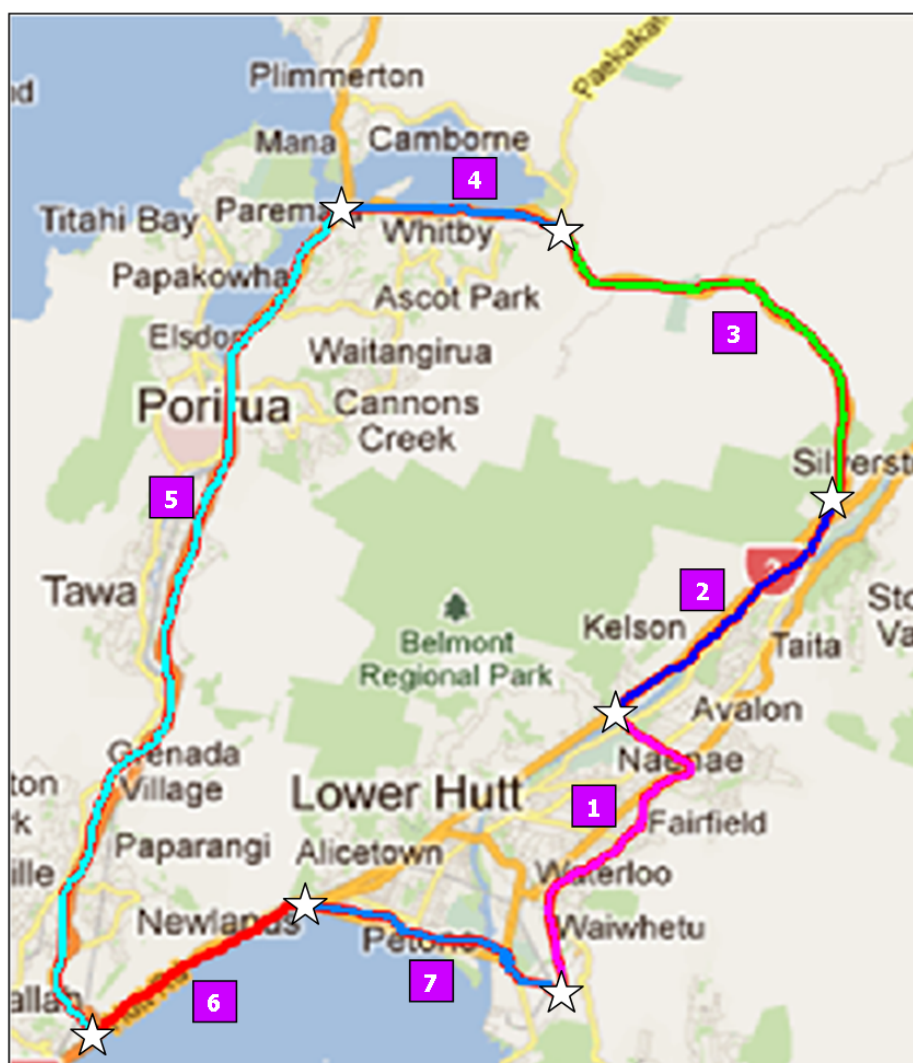 Plimmerton
Mana
Camborne
4
Titahi Bay
Whitby
Papakowha
Ascot Park
3
Elsdo
Waitangirua
Porirua
Cannons
Creek
5
Tawa
2
Kelson
Belmont
Regional Park
Taita
Avalon
Naenae
Grenada
Village
Lower Hutt
1
Fairfield
Paparangi
Alicetown
Waterloo
Newlands
Petone
Waiwhetu
7
6